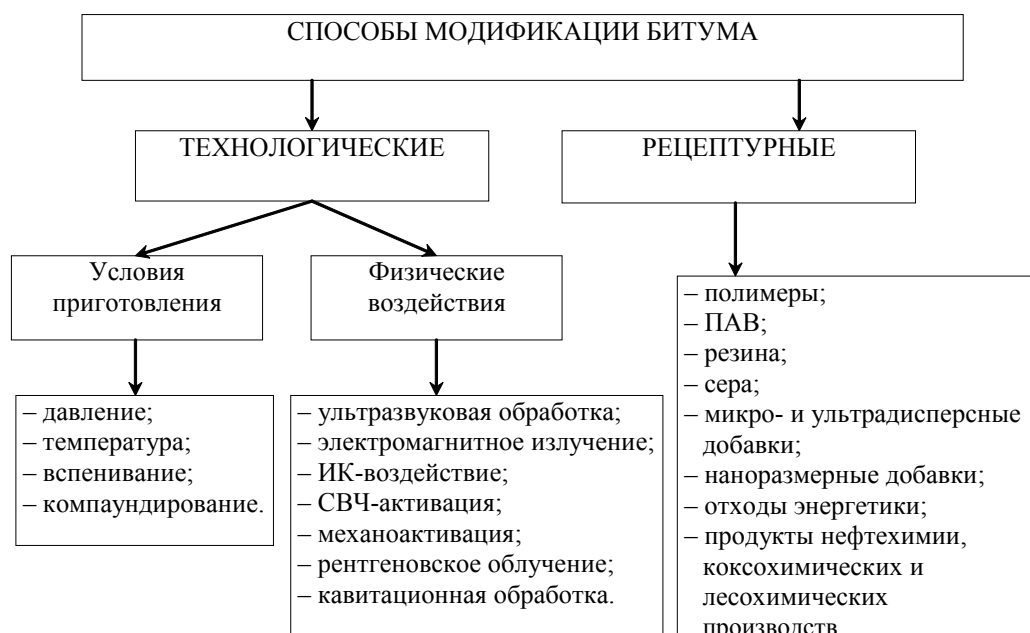 СПОСОБЫ МОДИФИКАЦИИ БИТУМА
ТЕХНОЛОГИЧЕСКИЕ
РЕЦЕПТУРНЫЕ
Условия
приготовления
Физические
воздействия
– давление;
– температура;
– вспенивание;
– компаундирование.
– ультразвуковая обработка;
– электромагнитное излучение;
– ИК-воздействие;
– СВЧ-активация;
– механоактивация;
– рентгеновское облучение;
– кавитационная обработка.
– полимеры;
– ПАВ;
– резина;
– сера;
– микро- и ультрадисперсные
добавки;
– наноразмерные добавки;
– отходы энергетики;
– продукты нефтехимии,
коксохимических и
лесохимических
производств